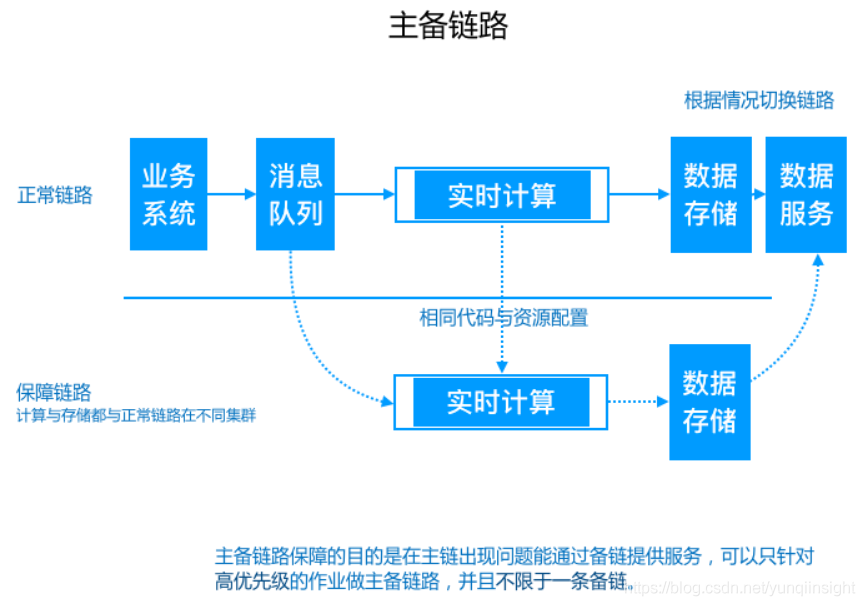 主备链路
根据情况切换链路
正常链路
业务
系统
消息
队列
实时计算
数据
存储
数据
服务
相同代码与资源配置
保障链路
计算与存储都与正常链路在不同集群
实时计算
数据
存储
主备链路保障的目的是在主链出现问题能通过备链提供服务，可以只针对
高优先级的作业做主备链路，并且不限于一条备链。
https://blog.csdn.net/yunqiinsight